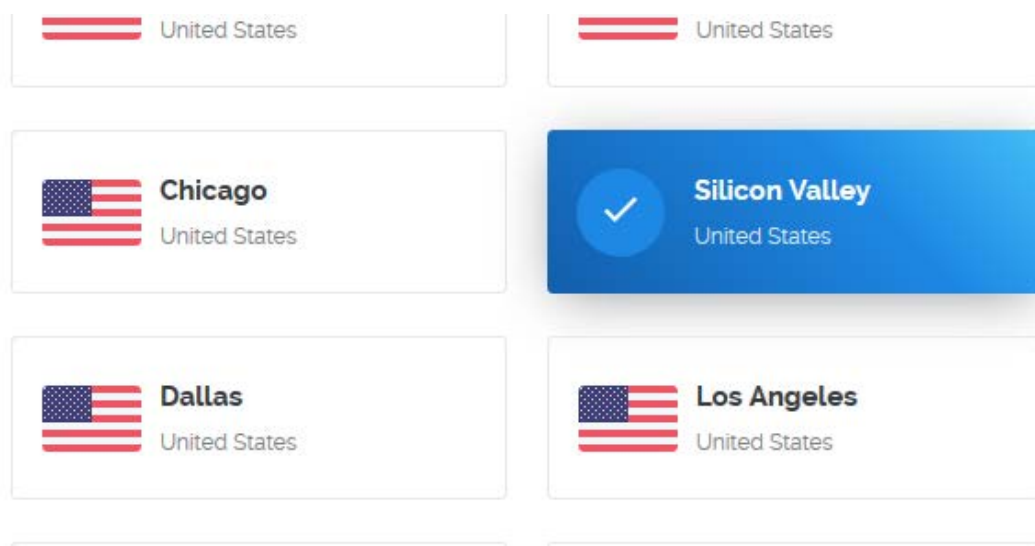 United States
United States
Chicago
United States
Silicon Valley
United States
Dallas
United States
Los Angeles
United States